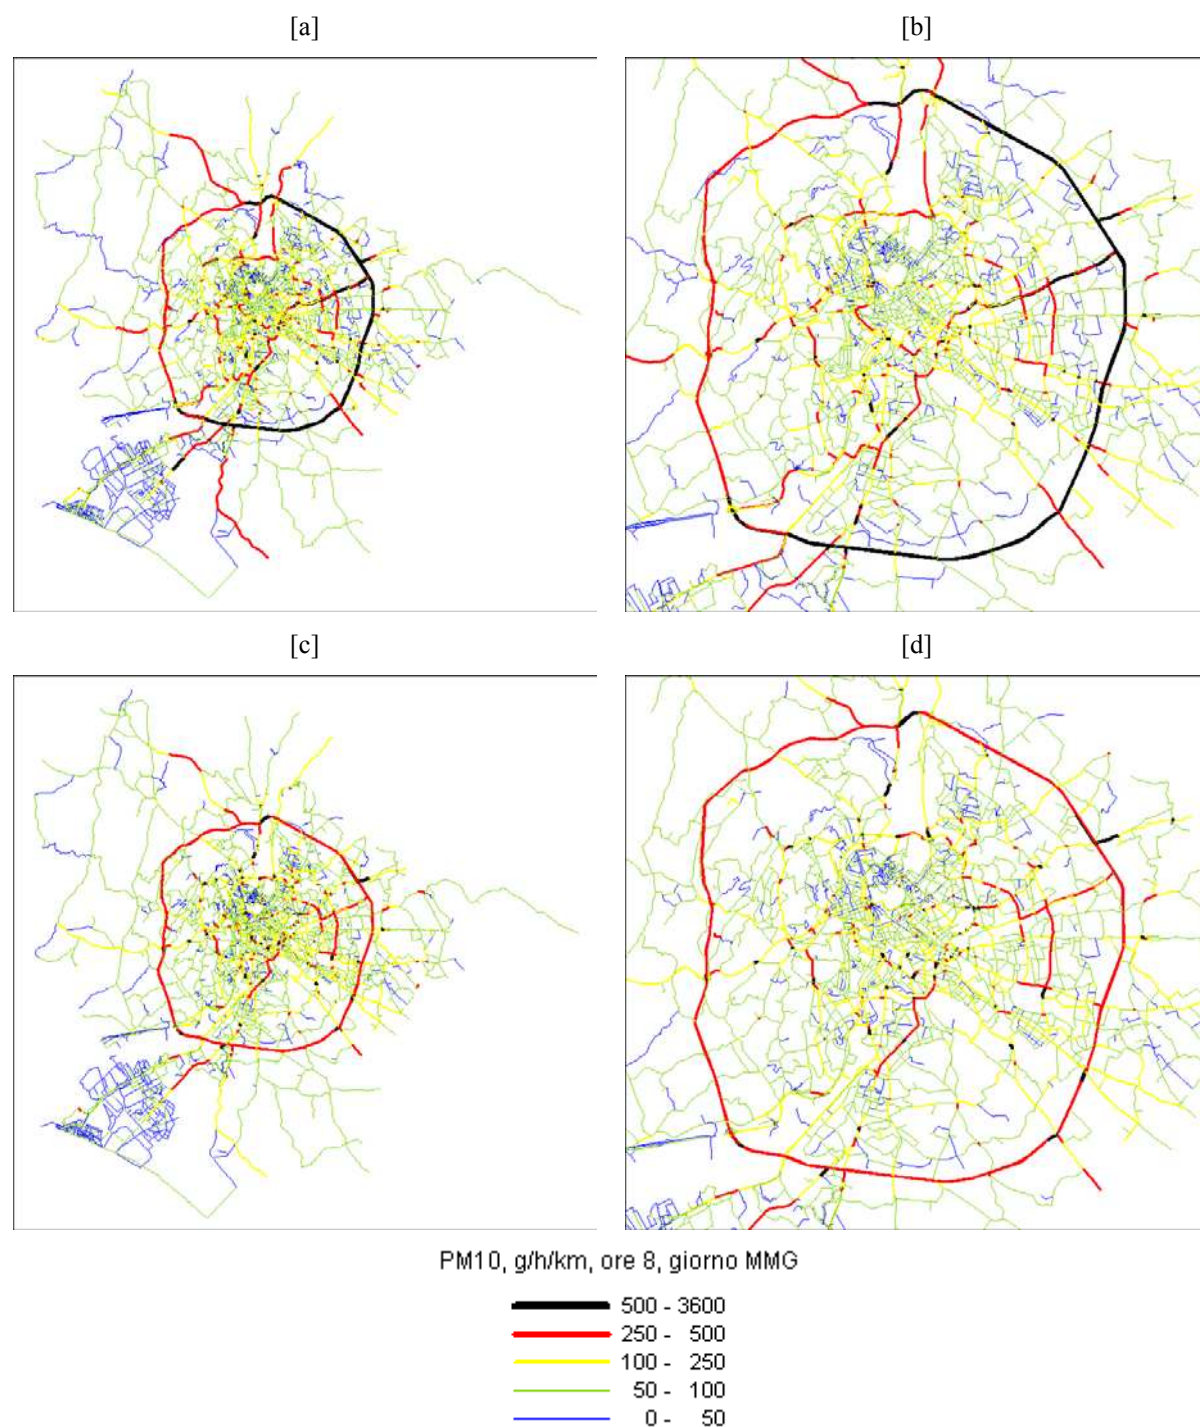 [a]
[b]
[c]
[d]
PM10, g/h/km, ore 8, giorno MMG
500 - 3600
250 - 500
100 - 250
50 - 100
0 - 50